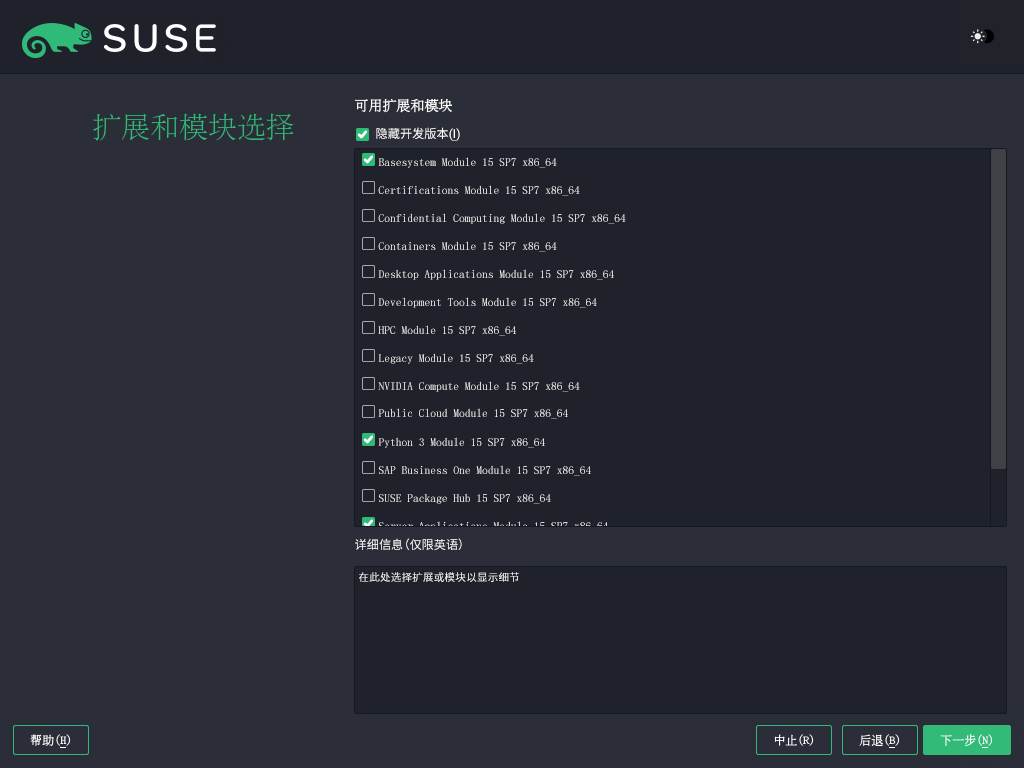 SUSE
扩展和模块选择
可用扩展和模块
隐藏开发版本(I)
Basesystem Module 15 SP7 x86_64
Certifications Module 15 SP7 x86_64
Confidential Computing Module 15 SP7 x86_64
Containers Module 15 SP7 x86_64
Desktop Applications Module 15 SP7 x86_64
Development Tools Module 15 SP7 x86_64
HPC Module 15 SP7 x86_64
Legacy Module 15 SP7 x86_64
NVIDIA Compute Module 15 SP7 x86_64
Public Cloud Module 15 SP7 x86_64
Python 3 Module 15 SP7 x86_64
SAP Business One Module 15 SP7 x86_64
SUSE Package Hub 15 SP7 x86_64
Server Applications Module 15 SP7 x86_64
详细信息(仅限英语)
在此处选择扩展或模块以显示细节
帮助(H)
中止(R)
后退(B)
下一步(N)